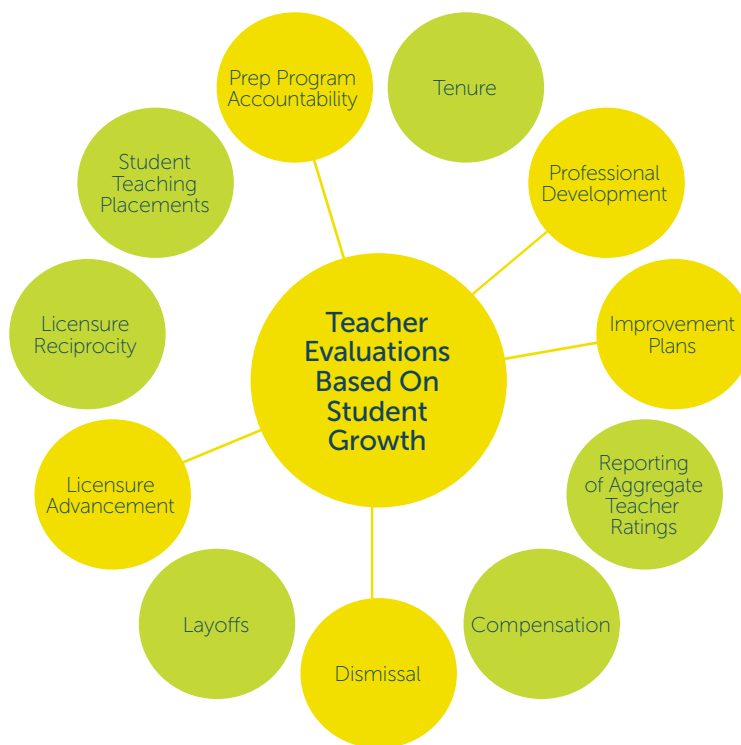 Prep Program
Accountability
Tenure
Student
Teaching
Placements
Professional
Development
Licensure
Reciprocity
Teacher
Evaluations
Based On
Student
Growth
Improvement
Plans
Licensure
Advancement
Reporting
of Aggregate
Teacher
Ratings
Layoffs
Compensation
Dismissal